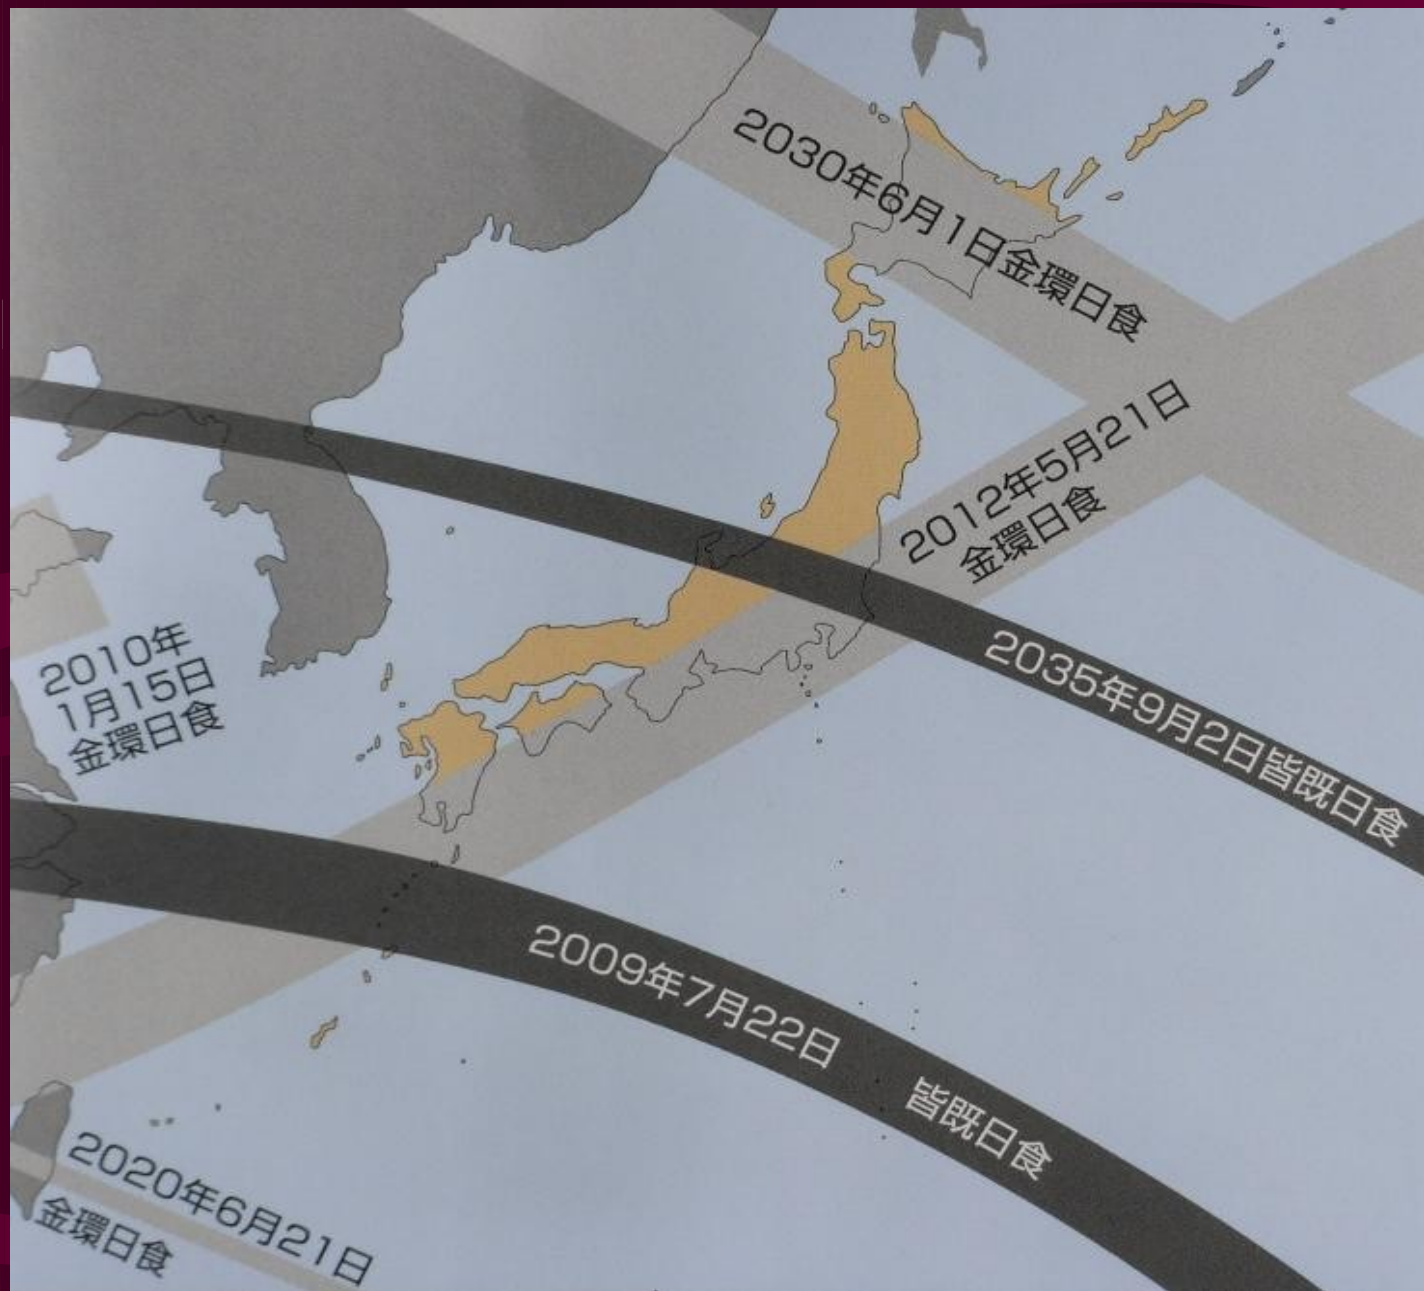 2030年6月1日金環日食
2012年5月21日
金環日食
2035年9月2日皆既日食
2010年
1月15日
金環日食
2009年7月22日 皆既日食
2020年6月21日
金環日食